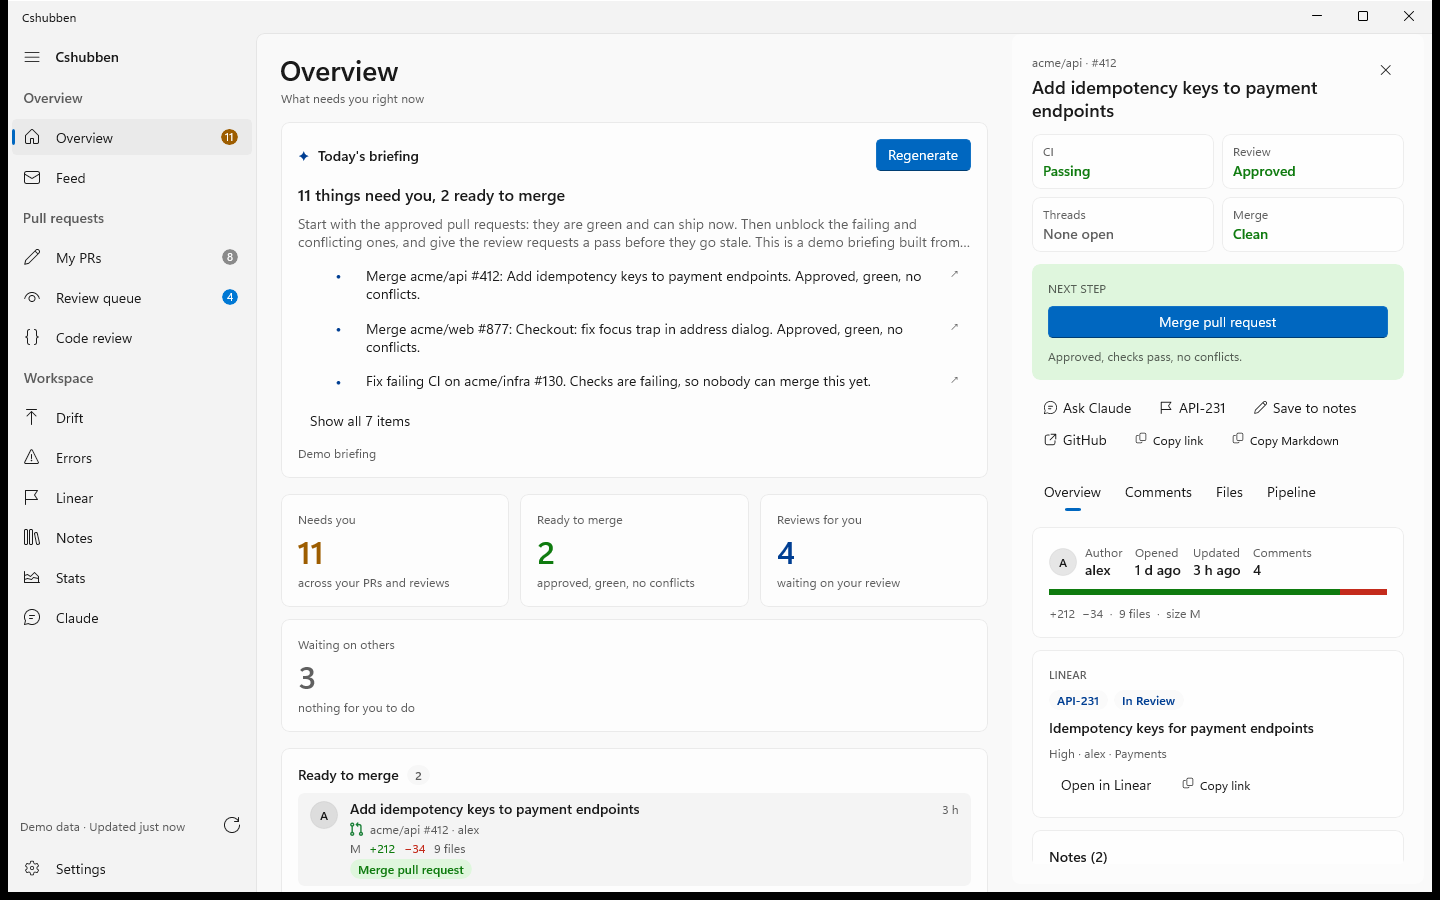 Cshubben
Cshubben
Overview
Overview
11
Feed
Pull requests
My PRs
8
Review queue
4
Code review
Workspace
Drift
Errors
Linear
Notes
Stats
Claude
Demo data · Updated just now
Settings
Overview
What needs you right now
Today's briefing
Regenerate
11 things need you, 2 ready to merge
Start with the approved pull requests: they are green and can ship now. Then unblock the failing and
conflicting ones, and give the review requests a pass before they go stale. This is a demo briefing built from…
Merge acme/api #412: Add idempotency keys to payment endpoints. Approved, green, no
conflicts.
Merge acme/web #877: Checkout: fix focus trap in address dialog. Approved, green, no
conflicts.
Fix failing CI on acme/infra #130. Checks are failing, so nobody can merge this yet.
Show all 7 items
Demo briefing
Needs you
11
across your PRs and reviews
Ready to merge
2
approved, green, no conflicts
Reviews for you
4
waiting on your review
Waiting on others
3
nothing for you to do
Ready to merge 2
A
Add idempotency keys to payment endpoints
3 h
acme/api #412 · alex
M +212 −34 9 files
Merge pull request
acme/api · #412
Add idempotency keys to payment
endpoints
CI
Passing
Review
Approved
Threads
None open
Merge
Clean
NEXT STEP
Merge pull request
Approved, checks pass, no conflicts.
Ask Claude
API-231
Save to notes
GitHub
Copy link
Copy Markdown
Overview
Comments
Files
Pipeline
A
Author Opened Updated Comments
alex 1 d ago 3 h ago 4
+212 −34 · 9 files · size M
LINEAR
API-231 In Review
Idempotency keys for payment endpoints
High · alex · Payments
Open in Linear
Copy link
Notes (2)